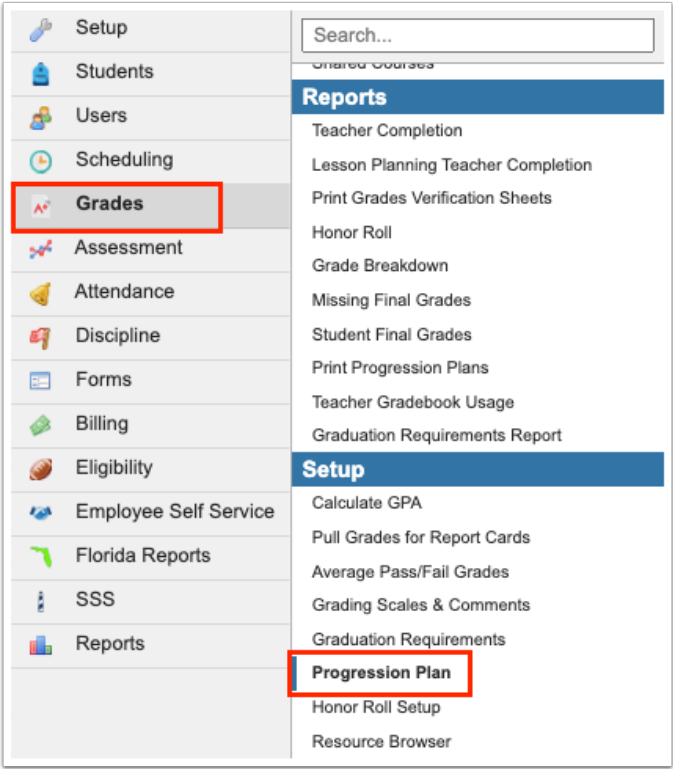 Setup
Students
Users
Scheduling
Grades
Assessment
Attendance
Discipline
Forms
Billing
Eligibility
Employee Self Service
Florida Reports
SSS
Reports
Search...
Shared Courses
Reports
Teacher Completion
Lesson Planning Teacher Completion
Print Grades Verification Sheets
Honor Roll
Grade Breakdown
Missing Final Grades
Student Final Grades
Print Progression Plans
Teacher Gradebook Usage
Graduation Requirements Report
Setup
Calculate GPA
Pull Grades for Report Cards
Average Pass/Fail Grades
Grading Scales & Comments
Graduation Requirements
Progression Plan
Honor Roll Setup
Resource Browser